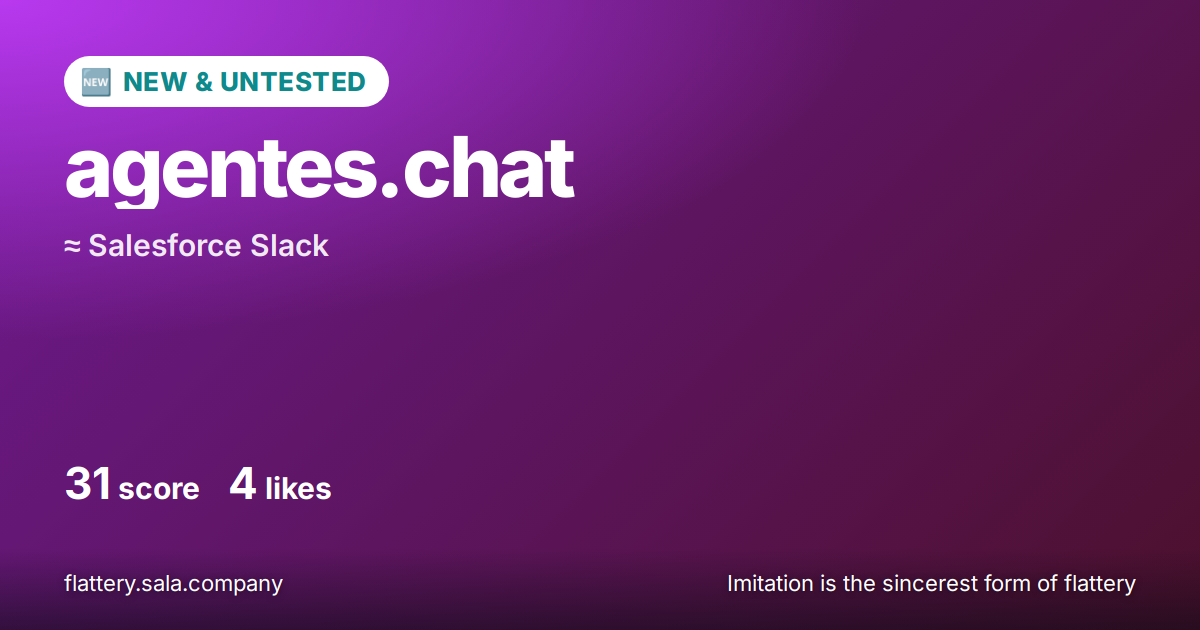 🆕 NEW & UNTESTED
agentes.chat
≈ Salesforce Slack
31 score 4 likes
flattery.sala.company
Imitation is the sincerest form of flattery